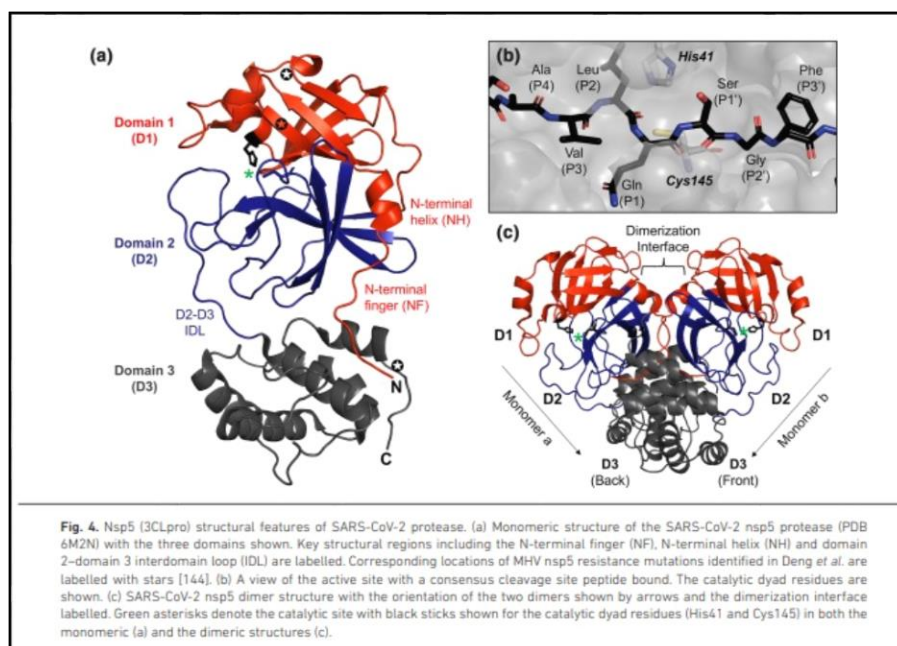 (a)
Domain 1
(D1)
Domain 2
(D2)
N-terminal
helix (NH)
N-terminal
finger (NF)
D2-D3
IDL
Domain 3
(D3)
N
C
(b)
His41
Ala
(P4)
Leu
(P2)
Ser
(P1')
Phe
(P3')
Val
(P3)
Gln
(P1)
Cys145
Gly
(P2')
(c)
Dimerization
Interface
D1
D1
D2
D2
Monomer a
Monomer b
D3
(Back)
D3
(Front)
Fig. 4. Nsp5 (3CLpro) structural features of SARS-CoV-2 protease. (a) Monomeric structure of the SARS-CoV-2 nsp5 protease (PDB
6M2N) with the three domains shown. Key structural regions including the N-terminal finger (NF), N-terminal helix (NH) and domain
2–domain 3 interdomain loop (IDL) are labelled. Corresponding locations of MHV nsp5 resistance mutations identified in Deng et al. are
labelled with stars [144]. (b) A view of the active site with a consensus cleavage site peptide bound. The catalytic dyad residues are
shown. (c) SARS-CoV-2 nsp5 dimer structure with the orientation of the two dimers shown by arrows and the dimerization interface
labelled. Green asterisks denote the catalytic site with black sticks shown for the catalytic dyad residues (His41 and Cys145) in both the
monomeric (a) and the dimeric structures (c).